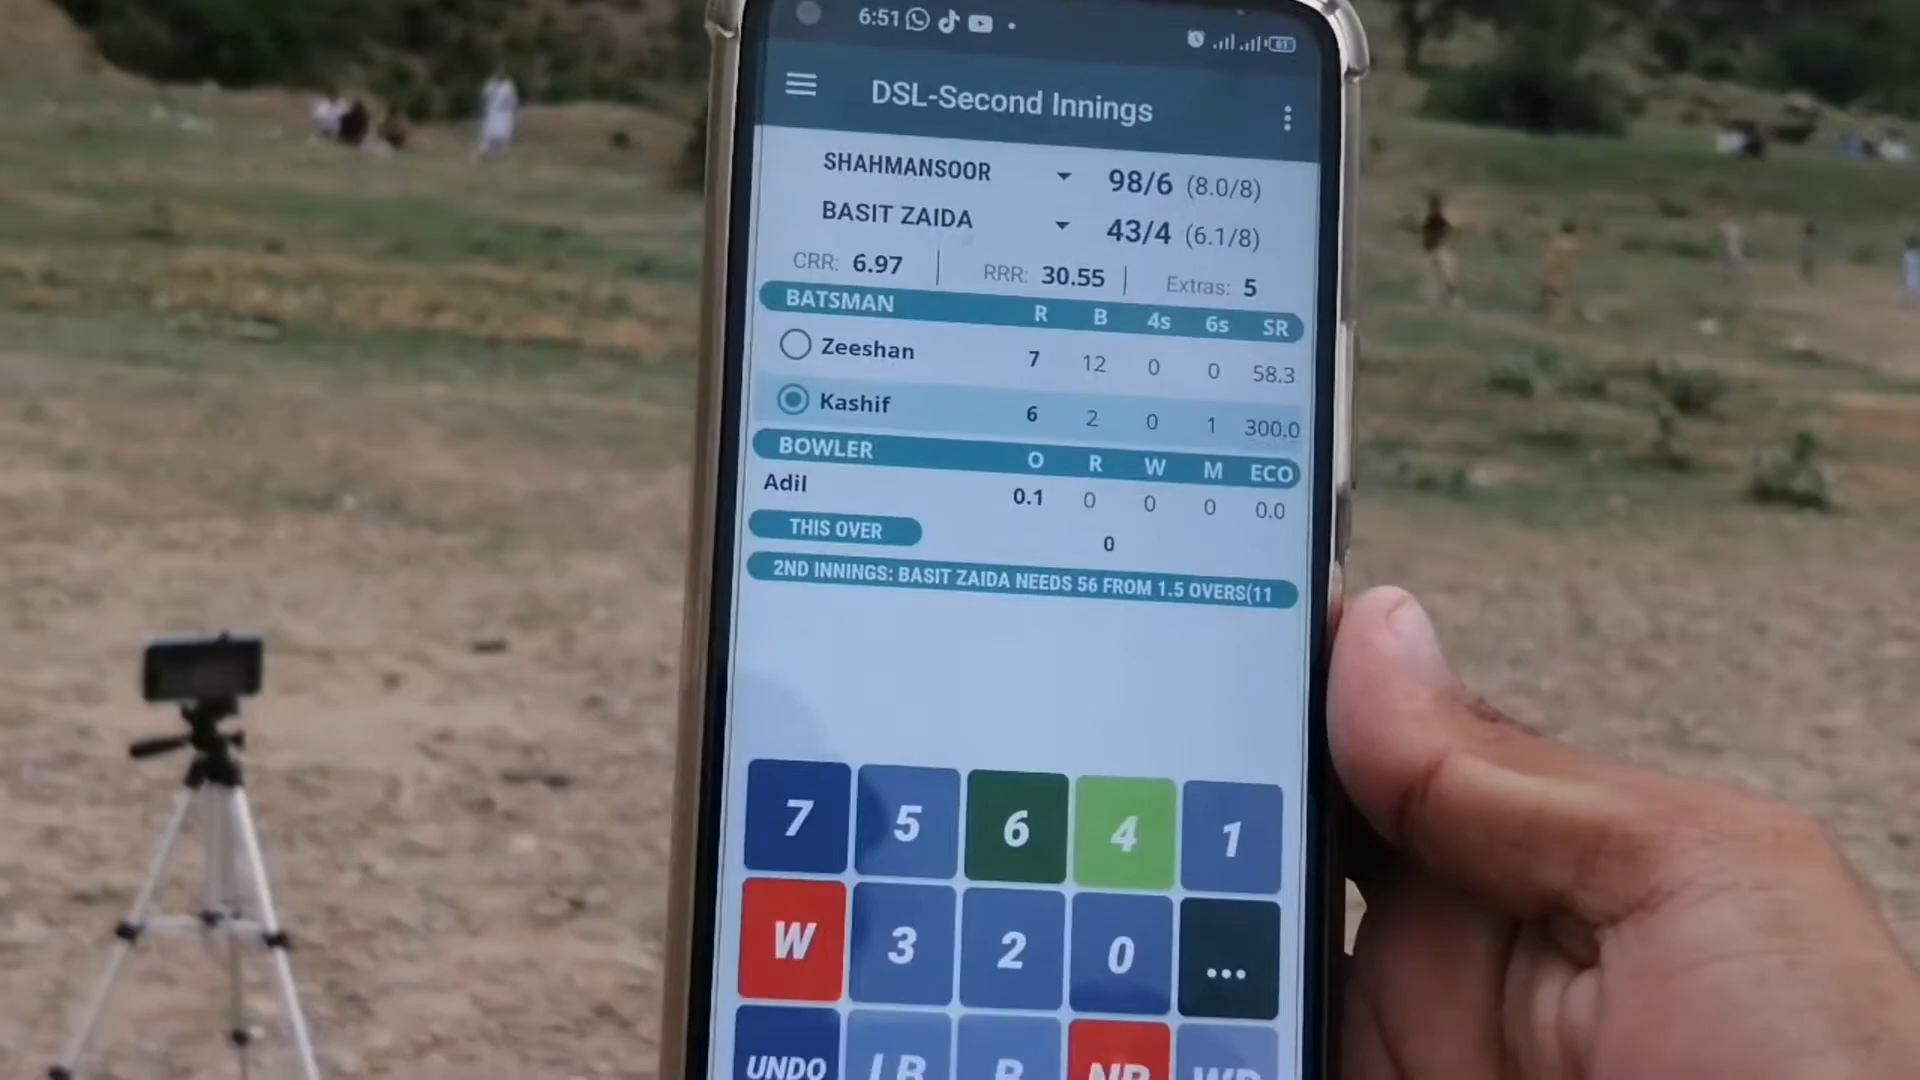 6:51 61
DSL-Second Innings
SHAHMANSOOR 98/6 (8.0/8)
BASIT ZAIDA 43/4 (6.1/8)
CRR: 6.97 RRR: 30.55 Extras: 5
BATSMAN R B 4s 6s SR
Zeeshan 7 12 0 0 58.3
Kashif 6 2 0 1 300.0
BOWLER O R W M ECO
Adil 0.1 0 0 0 0.0
THIS OVER 0
2ND INNINGS: BASIT ZAIDA NEEDS 56 FROM 1.5 OVERS(11
7 5 6 4 1
W 3 2 0 ...
UNDO LB B NB WD